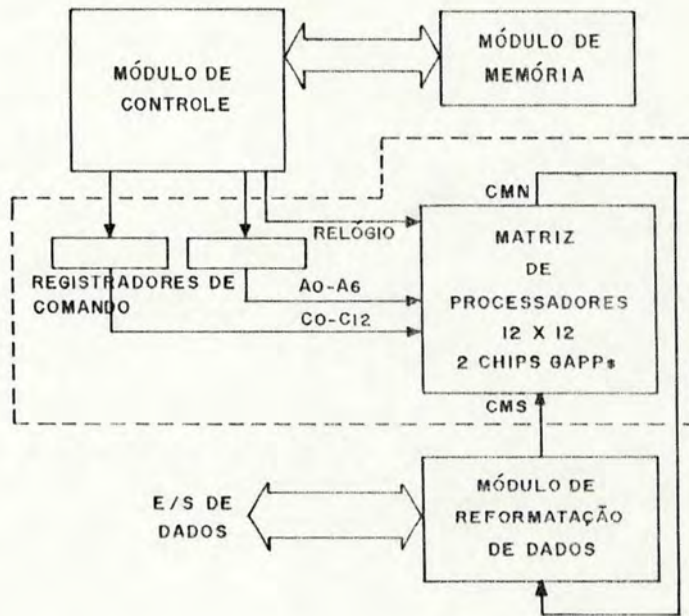 MÓDULO DE
CONTROLE
MÓDULO DE
MEMÓRIA
CMN
RELÓGIO
MATRIZ
DE
PROCESSADORES
12 X 12
2 CHIPS GAPPs
REGISTRADORES DE
COMANDO
A0-A6
C0-C12
CMS
E/S DE
DADOS
MÓDULO DE
REFORMATAÇÃO
DE DADOS